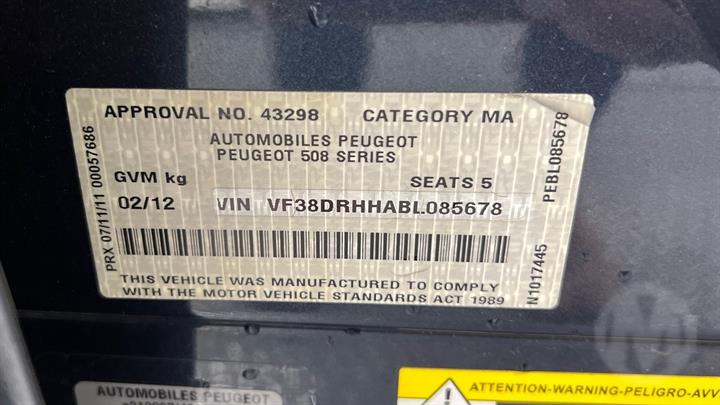 APPROVAL NO. 43298 CATEGORY MA
AUTOMOBILES PEUGEOT
PEUGEOT 508 SERIES
GVM kg SEATS 5
02/12 VIN VF38DRHHABL085678
THIS VEHICLE WAS MANUFACTURED TO COMPLY
WITH THE MOTOR VEHICLE STANDARDS ACT 1989
PRX 07/11/11 00057686
PEBL085678
N1017445
ATTENTION-WARNING-PELIGRO-AVV
AUTOMOBILES PEUGEOT